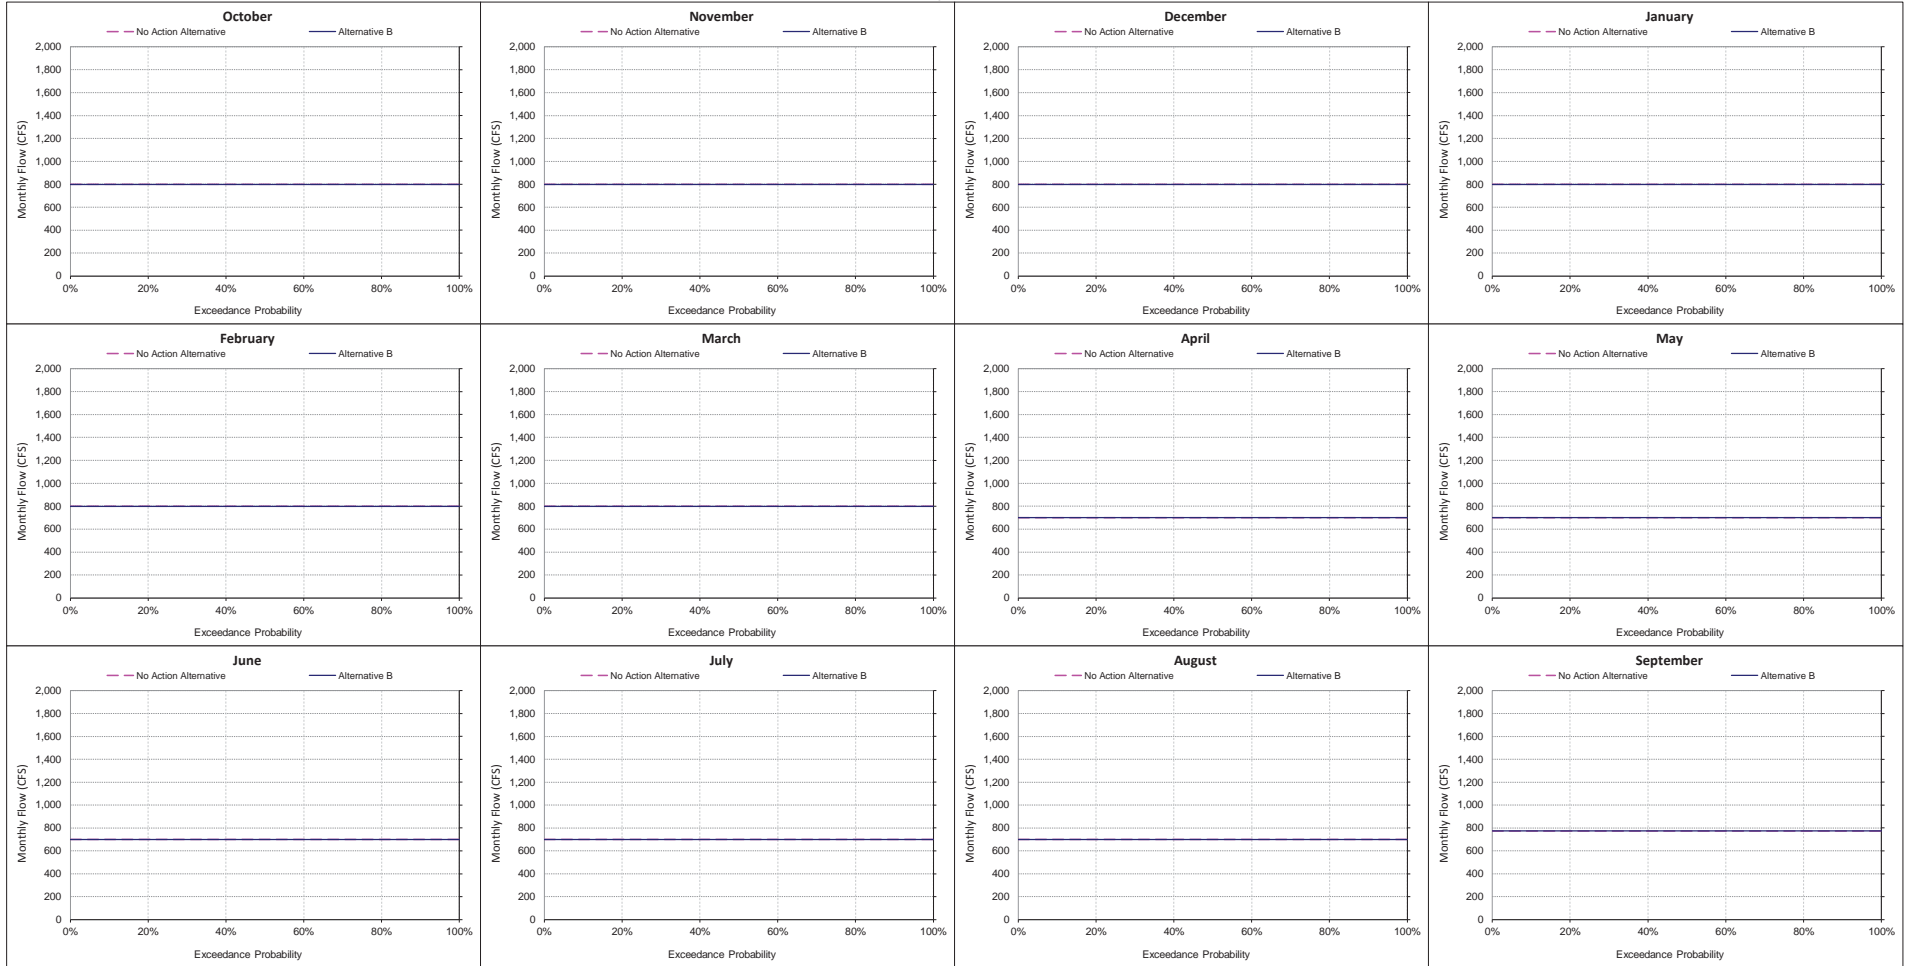 October
No Action Alternative Alternative B
2,000
1,800
1,600
1,400
1,200
1,000
800
600
400
200
0
0% 20% 40% 60% 80% 100%
Monthly Flow (CFS)
Exceedance Probability
November
No Action Alternative Alternative B
2,000
1,800
1,600
1,400
1,200
1,000
800
600
400
200
0
0% 20% 40% 60% 80% 100%
Monthly Flow (CFS)
Exceedance Probability
December
No Action Alternative Alternative B
2,000
1,800
1,600
1,400
1,200
1,000
800
600
400
200
0
0% 20% 40% 60% 80% 100%
Monthly Flow (CFS)
Exceedance Probability
January
No Action Alternative Alternative B
2,000
1,800
1,600
1,400
1,200
1,000
800
600
400
200
0
0% 20% 40% 60% 80% 100%
Monthly Flow (CFS)
Exceedance Probability
February
No Action Alternative Alternative B
2,000
1,800
1,600
1,400
1,200
1,000
800
600
400
200
0
0% 20% 40% 60% 80% 100%
Monthly Flow (CFS)
Exceedance Probability
March
No Action Alternative Alternative B
2,000
1,800
1,600
1,400
1,200
1,000
800
600
400
200
0
0% 20% 40% 60% 80% 100%
Monthly Flow (CFS)
Exceedance Probability
April
No Action Alternative Alternative B
2,000
1,800
1,600
1,400
1,200
1,000
800
600
400
200
0
0% 20% 40% 60% 80% 100%
Monthly Flow (CFS)
Exceedance Probability
May
No Action Alternative Alternative B
2,000
1,800
1,600
1,400
1,200
1,000
800
600
400
200
0
0% 20% 40% 60% 80% 100%
Monthly Flow (CFS)
Exceedance Probability
June
No Action Alternative Alternative B
2,000
1,800
1,600
1,400
1,200
1,000
800
600
400
200
0
0% 20% 40% 60% 80% 100%
Monthly Flow (CFS)
Exceedance Probability
July
No Action Alternative Alternative B
2,000
1,800
1,600
1,400
1,200
1,000
800
600
400
200
0
0% 20% 40% 60% 80% 100%
Monthly Flow (CFS)
Exceedance Probability
August
No Action Alternative Alternative B
2,000
1,800
1,600
1,400
1,200
1,000
800
600
400
200
0
0% 20% 40% 60% 80% 100%
Monthly Flow (CFS)
Exceedance Probability
September
No Action Alternative Alternative B
2,000
1,800
1,600
1,400
1,200
1,000
800
600
400
200
0
0% 20% 40% 60% 80% 100%
Monthly Flow (CFS)
Exceedance Probability